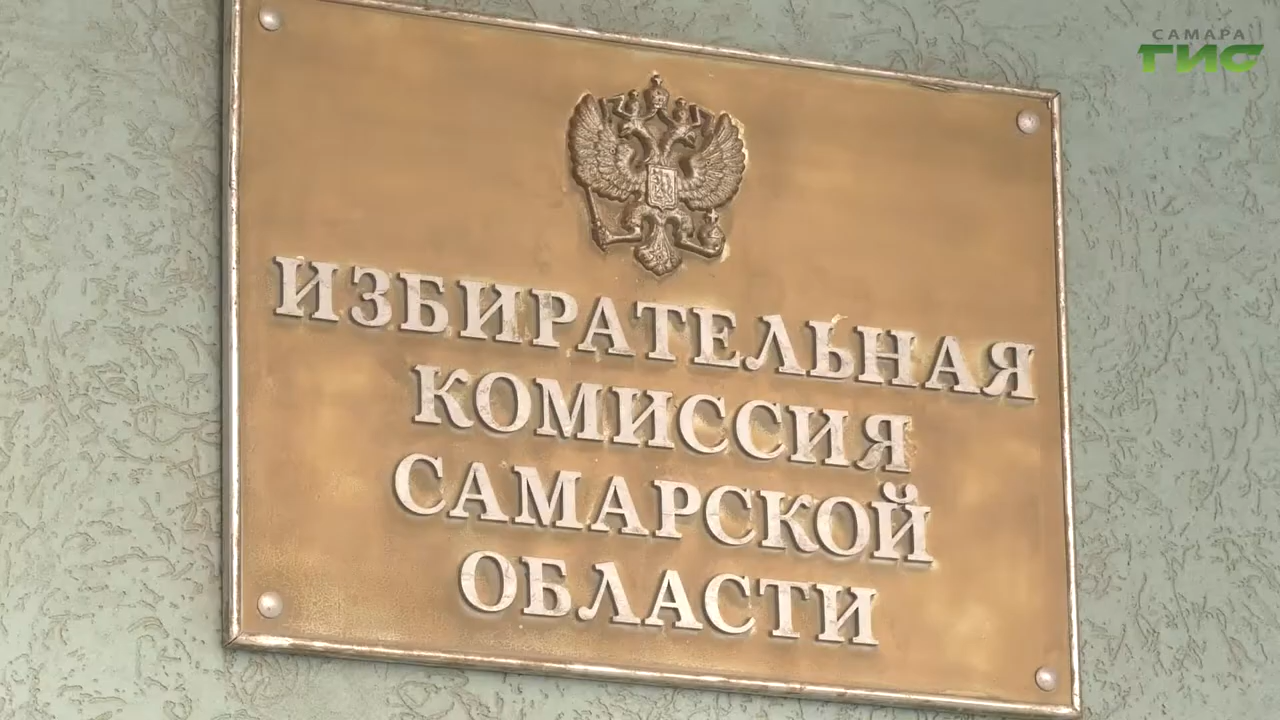 САМАРА
ГИС
ИЗБИРАТЕЛЬНАЯ
КОМИССИЯ
САМАРСКОЙ
ОБЛАСТИ